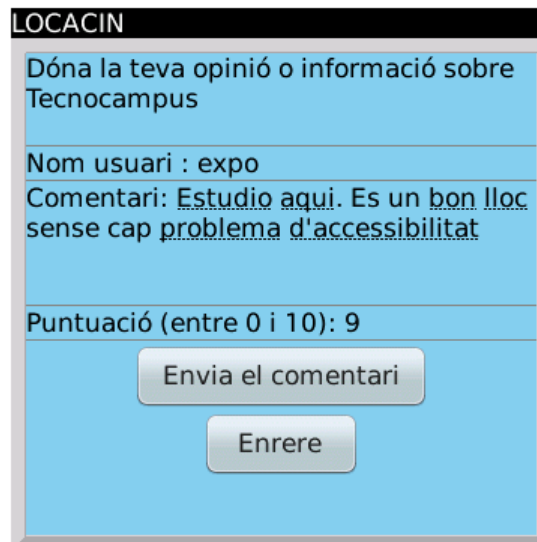 LOCACIN
Dóna la teva opinió o informació sobre
Tecnocampus
Nom usuari : expo
Comentari: Estudio aqui. Es un bon lloc
sense cap problema d'accessibilitat
Puntuació (entre 0 i 10): 9
Envia el comentari
Enrere